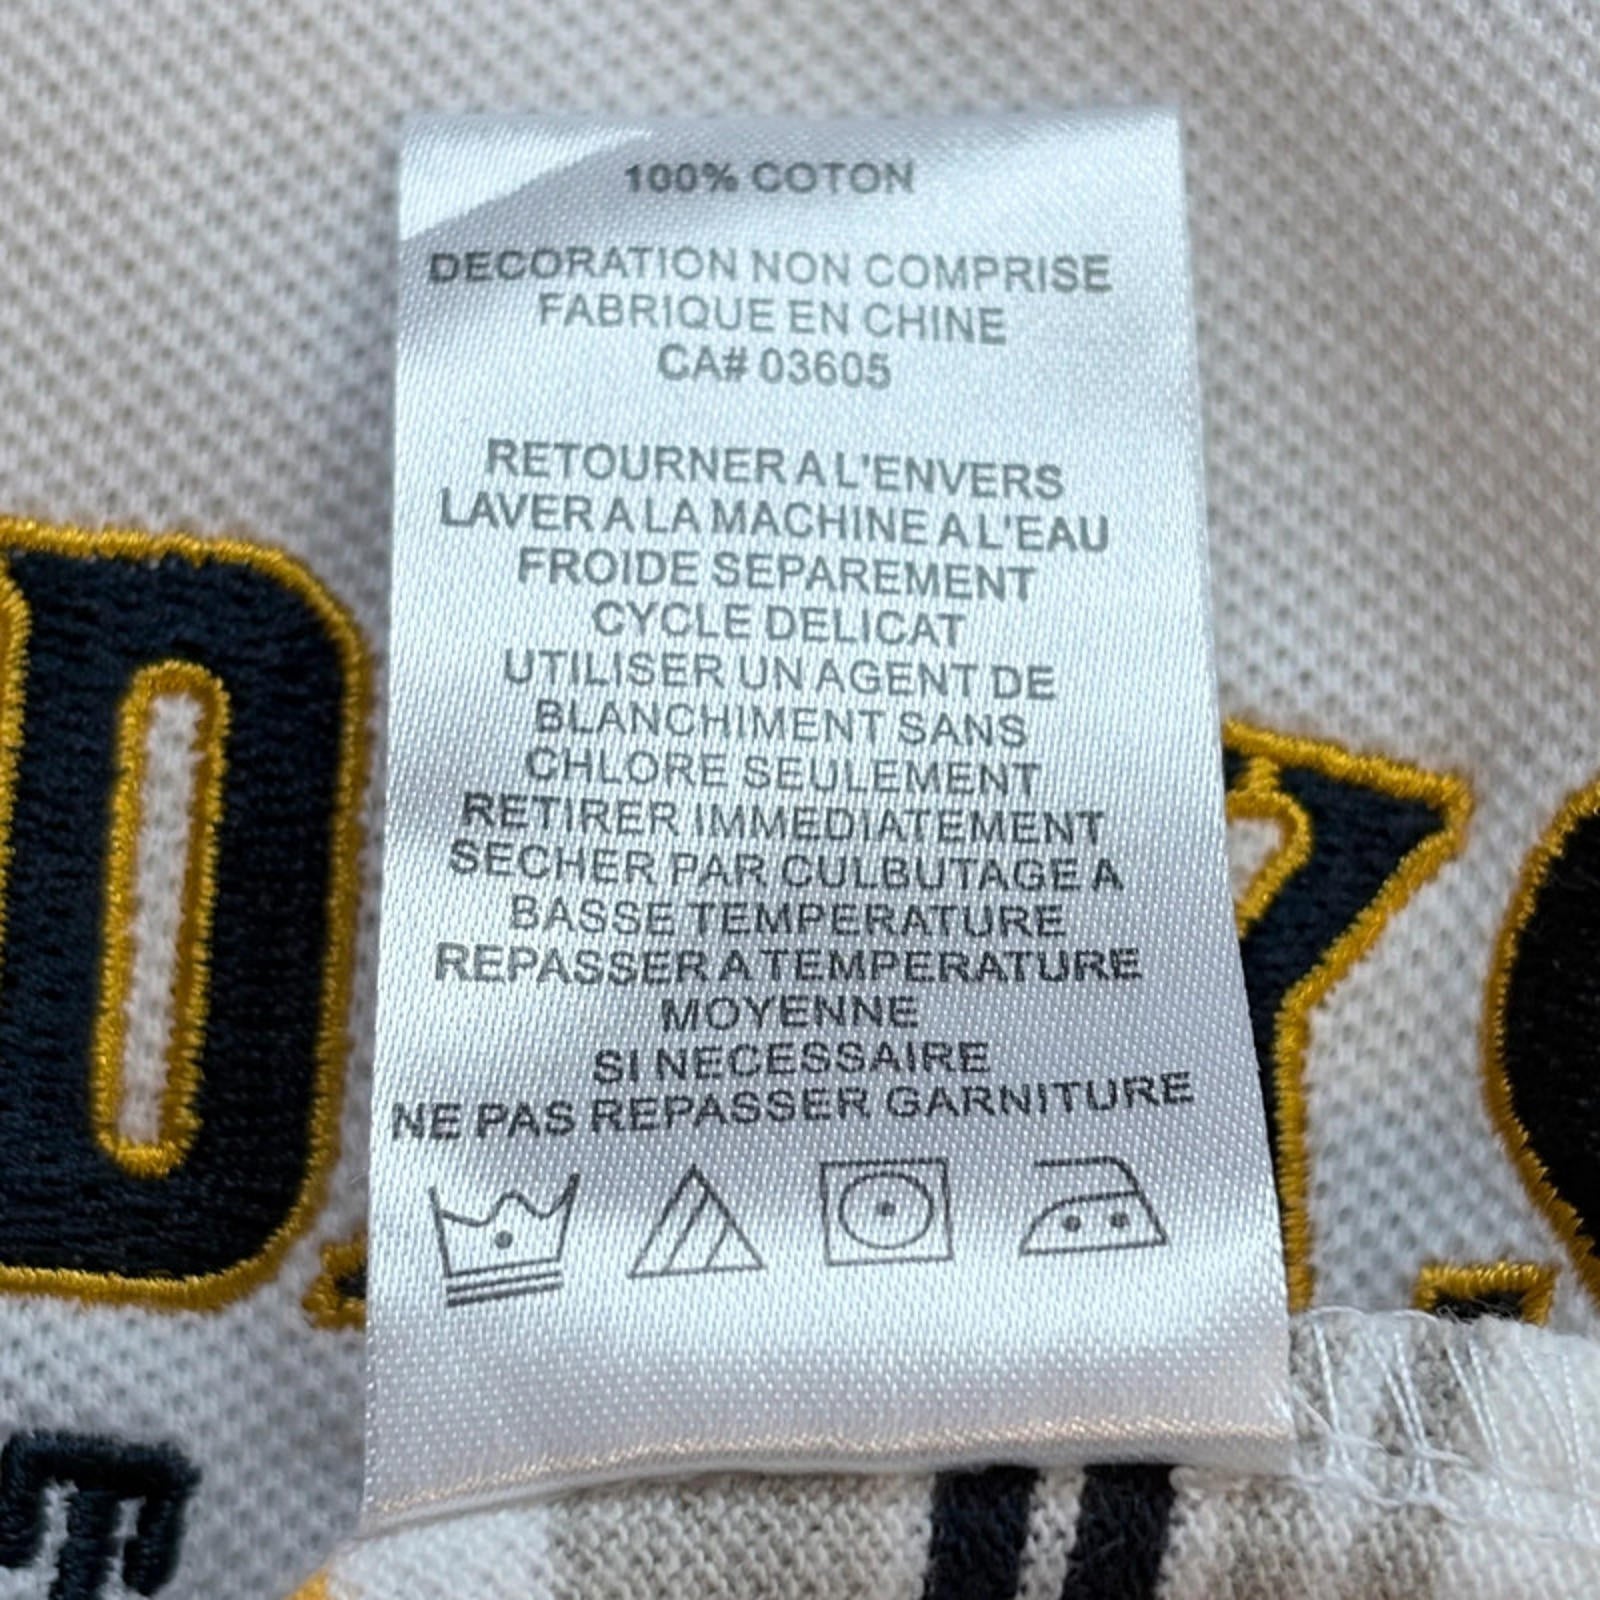 100% COTON
DECORATION NON COMPRISE
FABRIQUE EN CHINE
CA# 03605
RETOURNER A L'ENVERS
LAVER A LA MACHINE A L'EAU
FROIDE SEPAREMENT
CYCLE DELICAT
UTILISER UN AGENT DE
BLANCHIMENT SANS
CHLORE SEULEMENT
RETIRER IMMEDIATEMENT
SECHER PAR CULBUTAGE A
BASSE TEMPERATURE
REPASSER A TEMPERATURE
MOYENNE
SI NECESSAIRE
NE PAS REPASSER GARNITURE